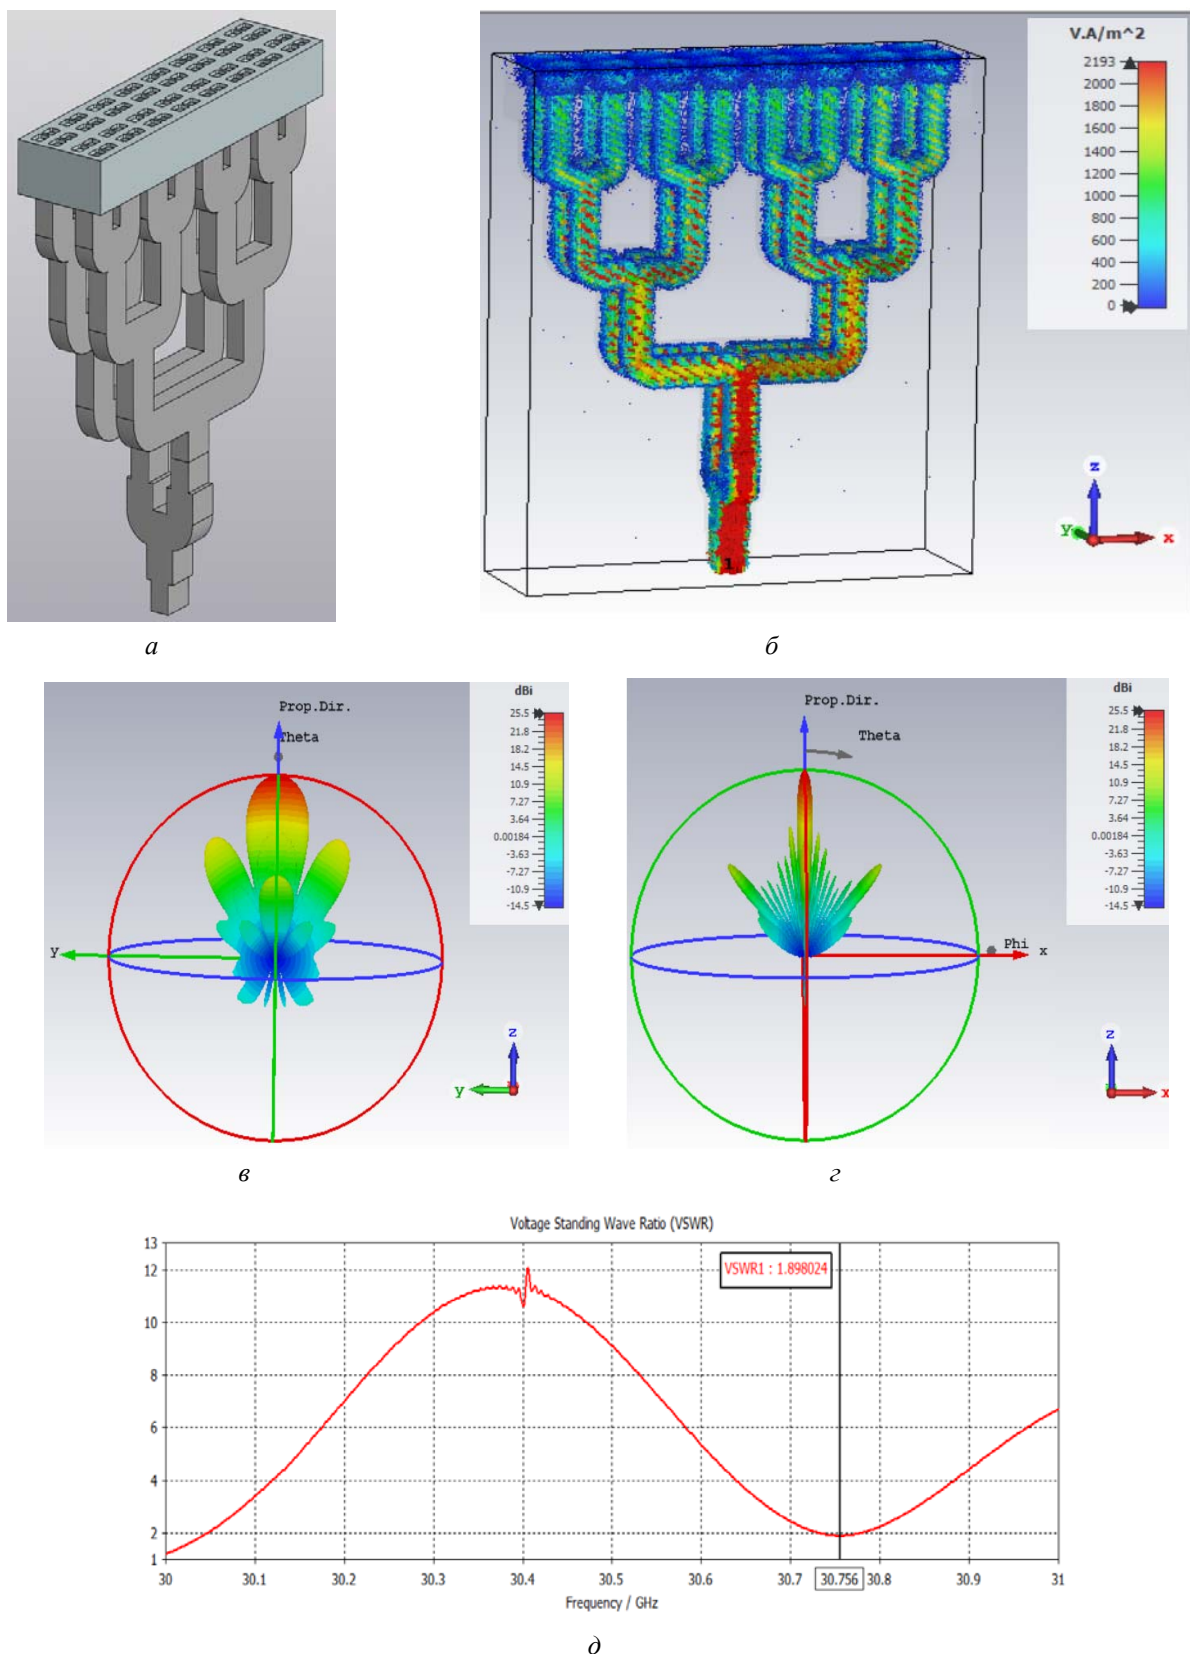 V.A/m^2
2193
2000
1800
1600
1400
1200
1000
800
600
400
200
0
1
z
y
x
а
б
dBi
25.5
21.8
18.2
14.5
10.9
7.27
3.64
0.00184
-3.63
-7.27
-10.9
-14.5
Prop.Dir.
Theta
y
z
y
dBi
25.5
21.8
18.2
14.5
10.9
7.27
3.64
0.00184
-3.63
-7.27
-10.9
-14.5
Prop.Dir.
Theta
Phi
x
z
x
в
г
Voltage Standing Wave Ratio (VSWR)
VSWR1 : 1.898024
13
12
10
8
6
4
2
1
30 30.1 30.2 30.3 30.4 30.5 30.6 30.7 30.756 30.8 30.9 31
Frequency / GHz
д